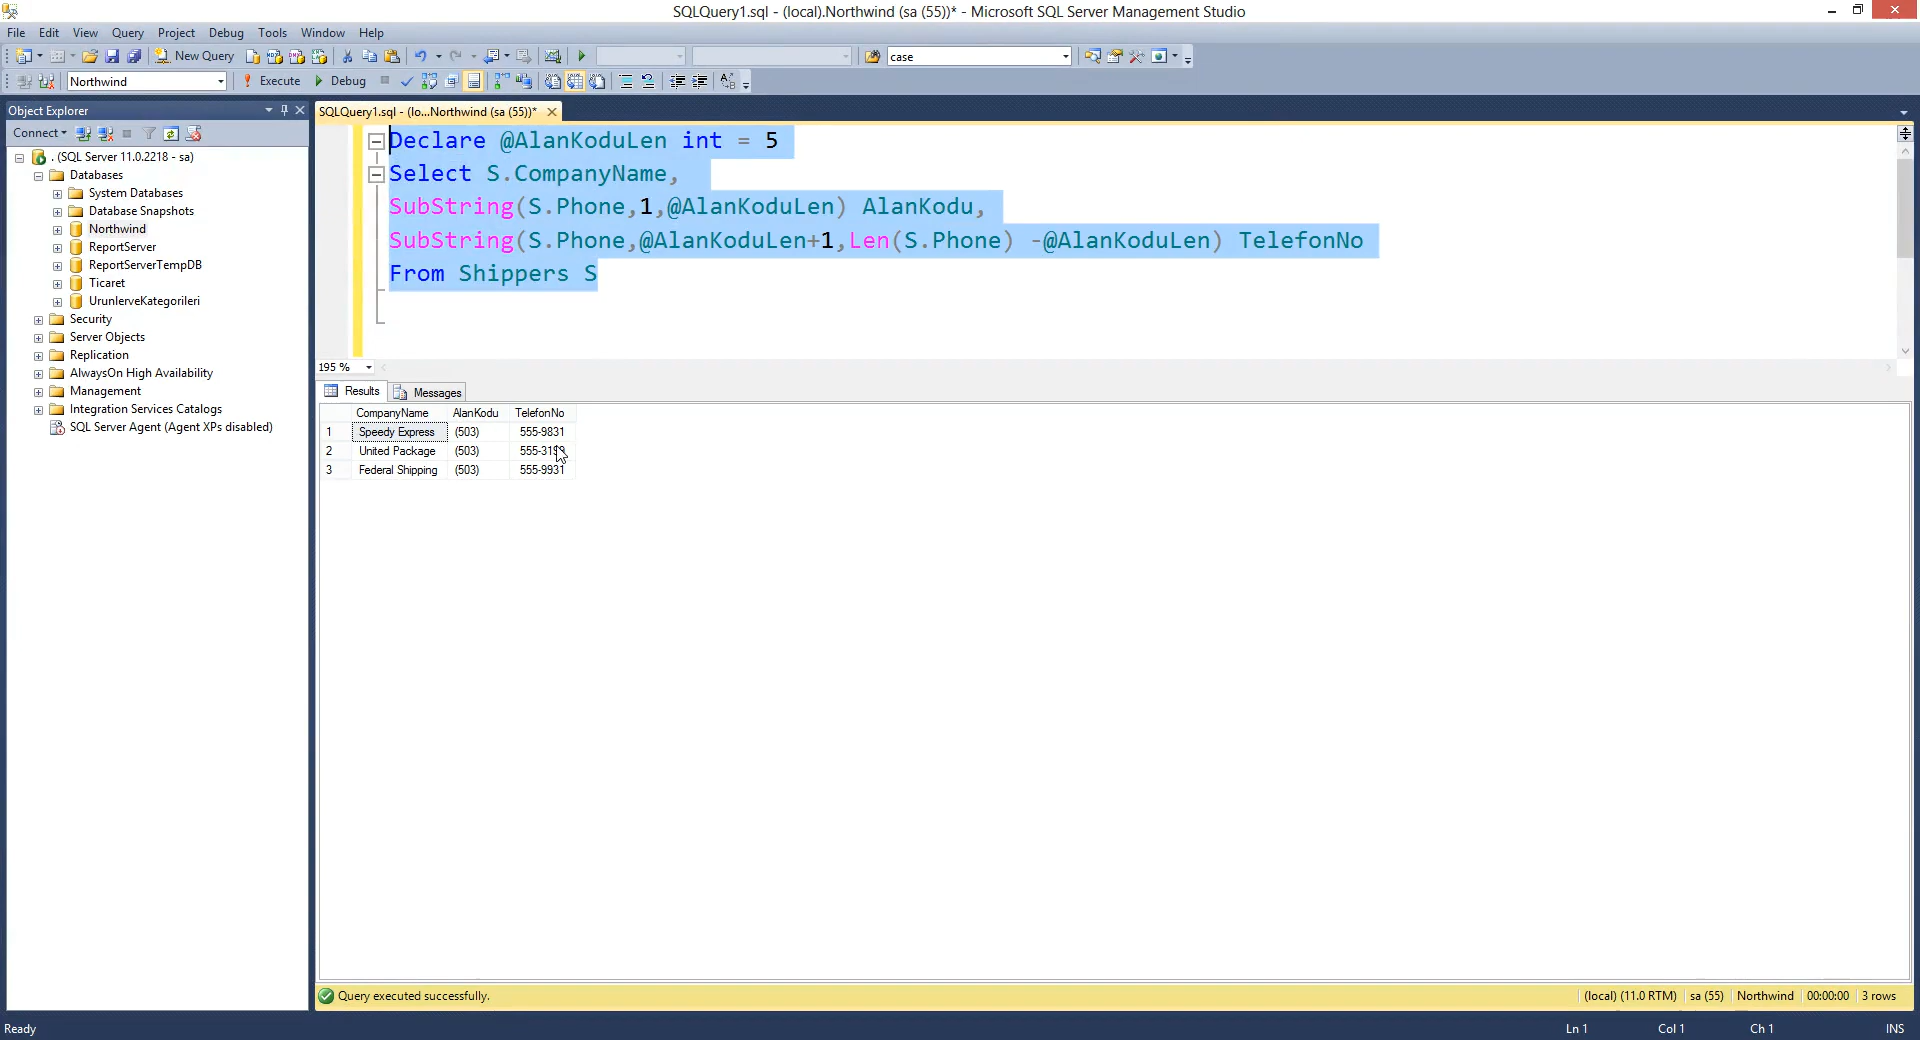 SQLQuery1.sql - (local).Northwind (sa (55))* - Microsoft SQL Server Management Studio
File Edit View Query Project Debug Tools Window Help
New Query case
Northwind Execute Debug
Object Explorer
Connect
. (SQL Server 11.0.2218 - sa)
Databases
System Databases
Database Snapshots
Northwind
ReportServer
ReportServerTempDB
Ticaret
UrunlerveKategorileri
Security
Server Objects
Replication
AlwaysOn High Availability
Management
Integration Services Catalogs
SQL Server Agent (Agent XPs disabled)
SQLQuery1.sql - (lo...Northwind (sa (55))*
Declare @AlanKoduLen int = 5
Select S.CompanyName,
SubString(S.Phone,1,@AlanKoduLen) AlanKodu,
SubString(S.Phone,@AlanKoduLen+1,Len(S.Phone) -@AlanKoduLen) TelefonNo
From Shippers S
195 %
Results Messages
CompanyName AlanKodu TelefonNo
1 Speedy Express (503) 555-9831
2 United Package (503)
3 Federal Shipping (503) 555-9931
Query executed successfully.
(local) (11.0 RTM) sa (55) Northwind 00:00:00 3 rows
Ready
Ln 1 Col 1 Ch 1 INS